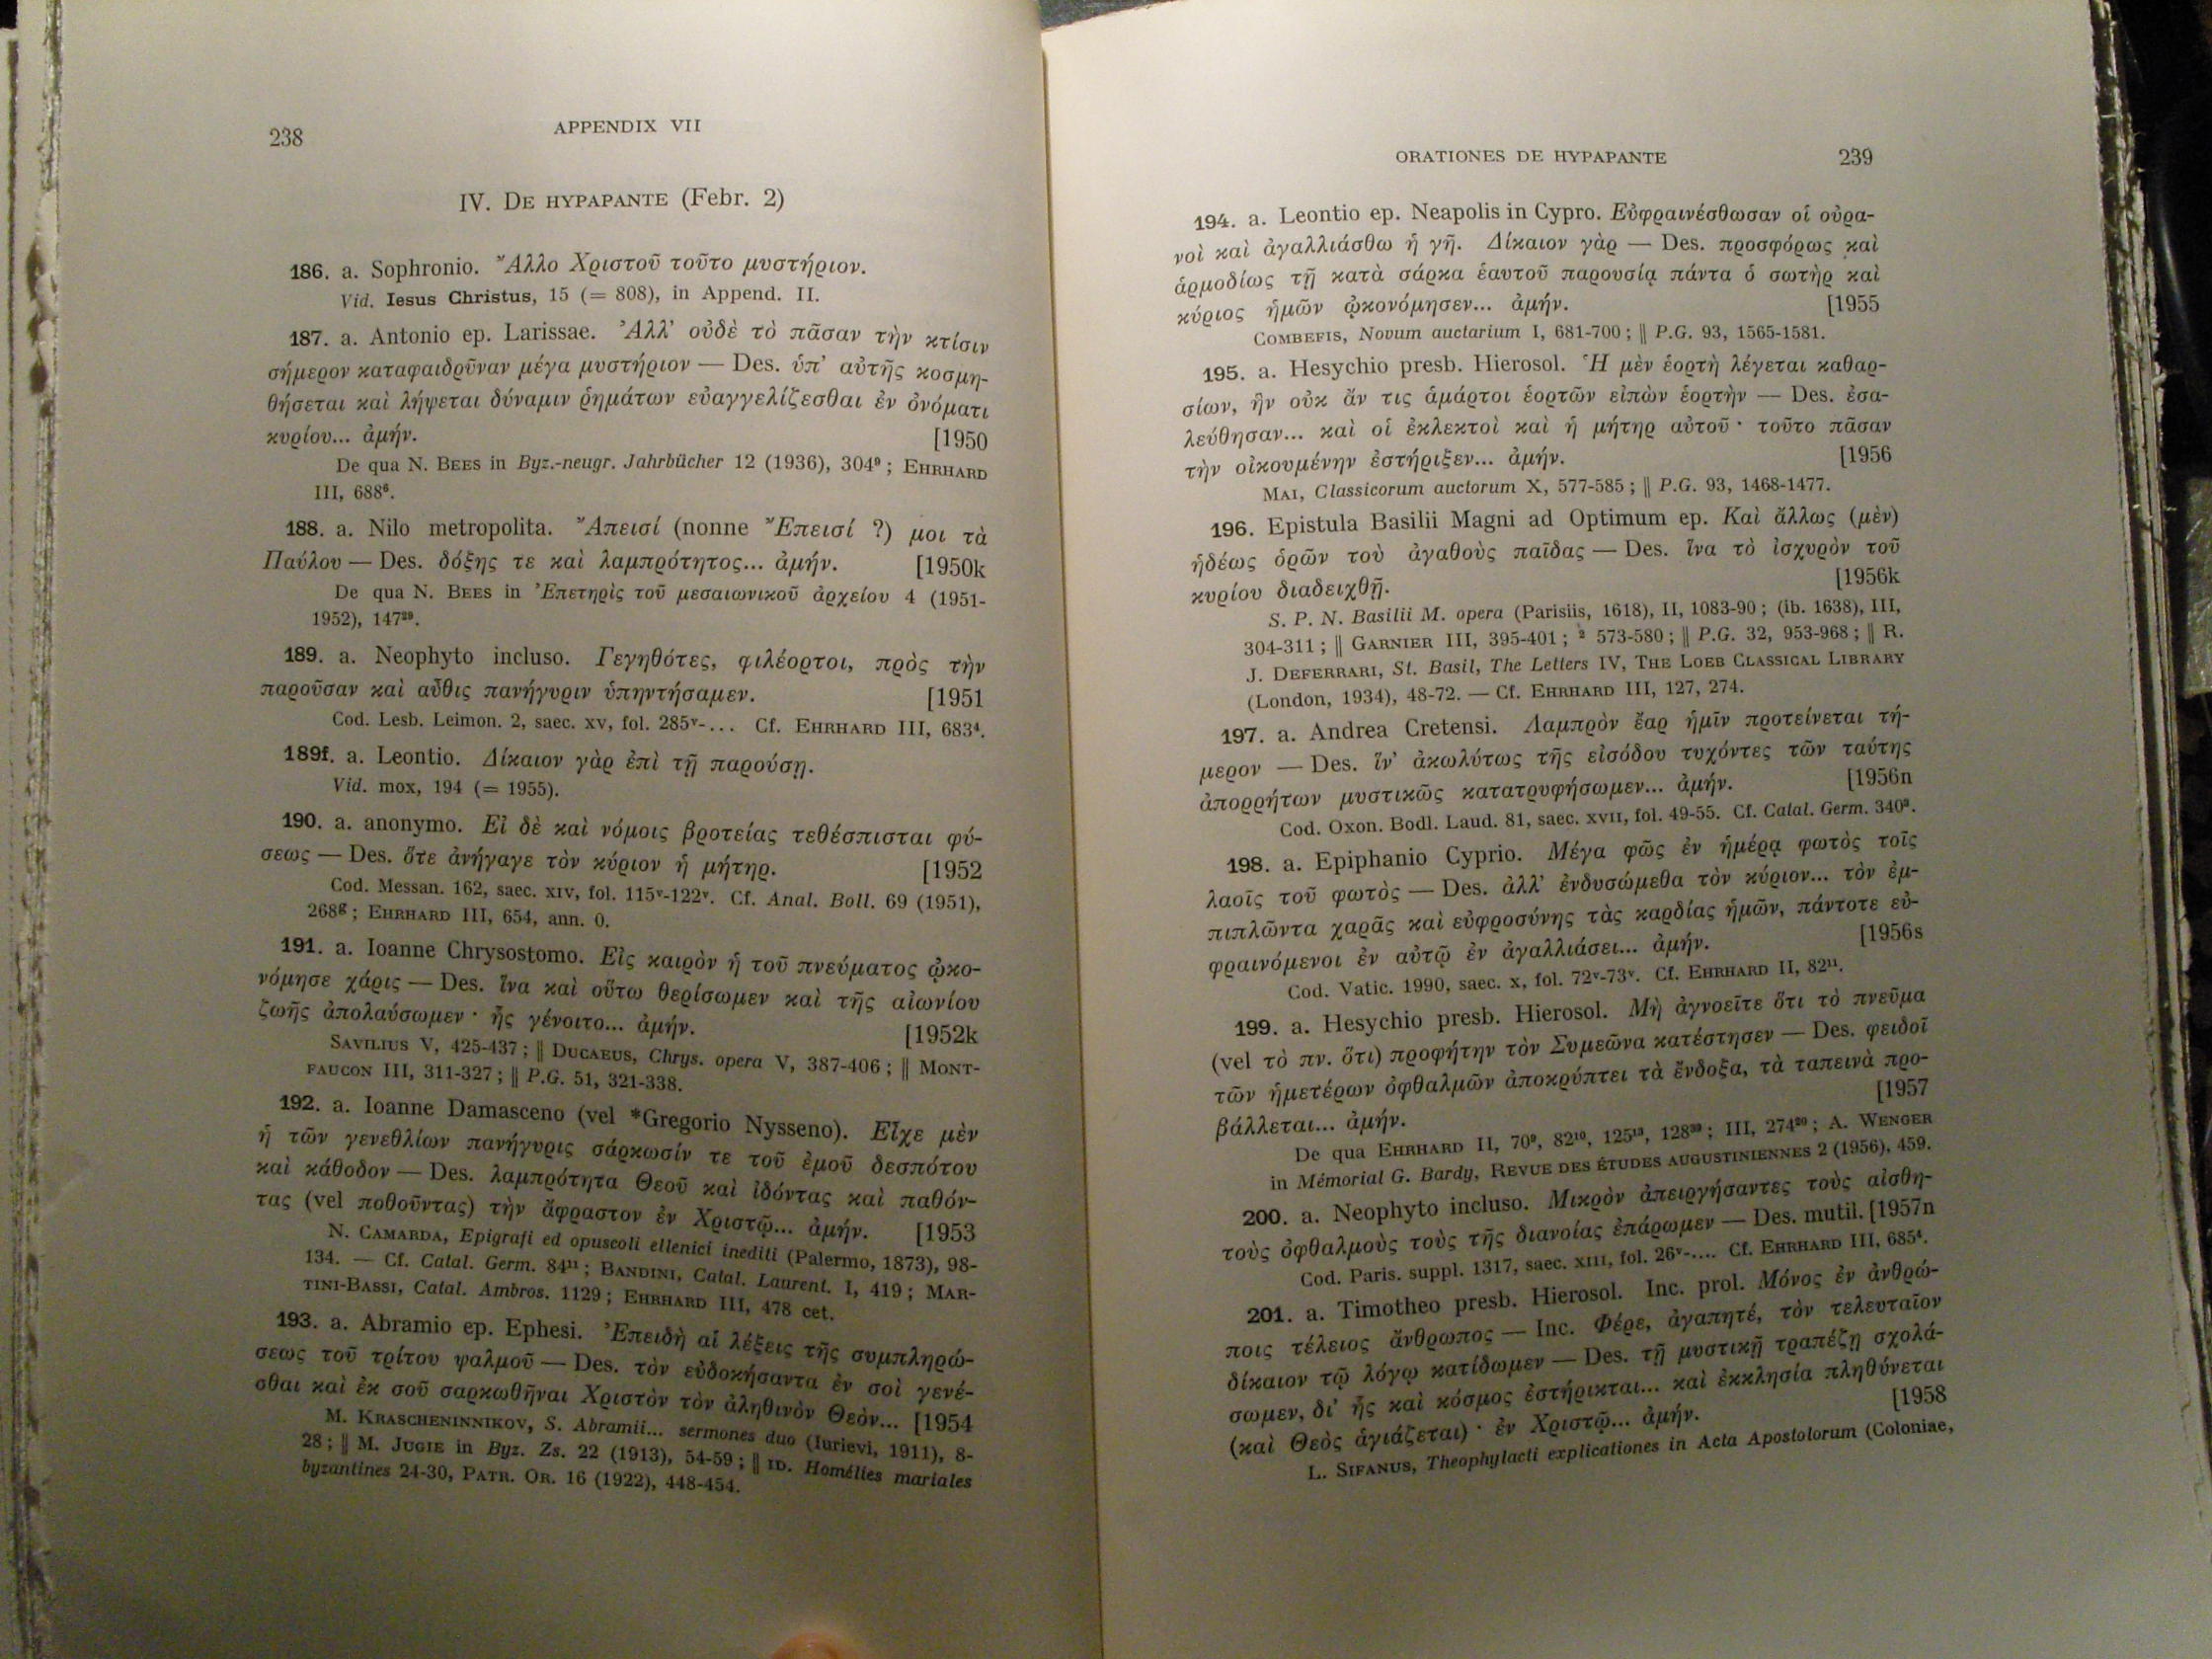 238
APPENDIX VII
IV. De hypapante (Febr. 2)
186. a. Sophronio. Ἄλλο Χριστοῦ τοῦτο μυστήριον.
Vid. Iesus Christus, 15 (= 808), in Append. II.
187. a. Antonio ep. Larissae. Ἀλλ’ οὐδὲ τὸ πᾶσαν τὴν κτίσιν
σήμερον καταφαιδρῦναν μέγα μυστήριον — Des. ὑπ’ αὐτῆς κοσμη-
θήσεται καὶ λήψεται δύναμιν ῥημάτων εὐαγγελίζεσθαι ἐν ὀνόματι
κυρίου... ἀμήν. [1950
De qua N. Bees in Byz.-neugr. Jahrbücher 12 (1936), 304⁹ ; Ehrhard
III, 688⁶.
188. a. Nilo metropolita. Ἄπεισί (nonne Ἔπεισί ?) μοι τὰ
Παύλου — Des. δόξης τε καὶ λαμπρότητος... ἀμήν. [1950k
De qua N. Bees in Ἐπετηρὶς τοῦ μεσαιωνικοῦ ἀρχείου 4 (1951-
1952), 147²⁹.
189. a. Neophyto incluso. Γεγηθότες, φιλέορτοι, πρὸς τὴν
παροῦσαν καὶ αὖθις πανήγυριν ὑπηντήσαμεν. [1951
Cod. Lesb. Leimon. 2, saec. xv, fol. 285ᵛ-... Cf. Ehrhard III, 683⁴.
189f. a. Leontio. Δίκαιον γὰρ ἐπὶ τῇ παρούσῃ.
Vid. mox, 194 (= 1955).
190. a. anonymo. Εἰ δὲ καὶ νόμοις βροτείας τεθέσπισται φύ-
σεως — Des. ὅτε ἀνήγαγε τὸν κύριον ἡ μήτηρ. [1952
Cod. Messan. 162, saec. xiv, fol. 115ᵛ-122ᵛ. Cf. Anal. Boll. 69 (1951),
268ᵍ ; Ehrhard III, 654, ann. 0.
191. a. Ioanne Chrysostomo. Εἰς καιρὸν ἡ τοῦ πνεύματος ᾠκο-
νόμησε χάρις — Des. ἵνα καὶ οὕτω θερίσωμεν καὶ τῆς αἰωνίου
ζωῆς ἀπολαύσωμεν · ἧς γένοιτο... ἀμήν. [1952k
Savilius V, 425-437 ; ‖ Ducaeus, Chrys. opera V, 387-406 ; ‖ Mont-
faucon III, 311-327 ; ‖ P.G. 51, 321-338.
192. a. Ioanne Damasceno (vel *Gregorio Nysseno). Εἶχε μὲν
ἡ τῶν γενεθλίων πανήγυρις σάρκωσίν τε τοῦ ἐμοῦ δεσπότου
καὶ κάθοδον — Des. λαμπρότητα Θεοῦ καὶ ἰδόντας καὶ παθόν-
τας (vel ποθοῦντας) τὴν ἄφραστον ἐν Χριστῷ... ἀμήν. [1953
N. Camarda, Epigrafi ed opuscoli ellenici inediti (Palermo, 1873), 98-
134. — Cf. Catal. Germ. 84¹¹ ; Bandini, Catal. Laurent. I, 419 ; Mar-
tini-Bassi, Catal. Ambros. 1129 ; Ehrhard III, 478 cet.
193. a. Abramio ep. Ephesi. Ἐπειδὴ αἱ λέξεις τῆς συμπληρώ-
σεως τοῦ τρίτου ψαλμοῦ — Des. τὸν εὐδοκήσαντα ἐν σοὶ γενέ-
σθαι καὶ ἐκ σοῦ σαρκωθῆναι Χριστὸν τὸν ἀληθινὸν Θεὸν... [1954
M. Krascheninnikov, S. Abramii... sermones duo (Iurievi, 1911), 8-
28 ; ‖ M. Jugie in Byz. Zs. 22 (1913), 54-59 ; ‖ id. Homélies mariales
byzantines 24-30, Patr. Or. 16 (1922), 448-454.
ORATIONES DE HYPAPANTE
239
194. a. Leontio ep. Neapolis in Cypro. Εὐφραινέσθωσαν οἱ οὐρα-
νοὶ καὶ ἀγαλλιάσθω ἡ γῆ. Δίκαιον γὰρ — Des. προσφόρως καὶ
ἁρμοδίως τῇ κατὰ σάρκα ἑαυτοῦ παρουσίᾳ πάντα ὁ σωτὴρ καὶ
κύριος ἡμῶν ᾠκονόμησεν... ἀμήν. [1955
Combefis, Novum auctarium I, 681-700 ; ‖ P.G. 93, 1565-1581.
195. a. Hesychio presb. Hierosol. Ἡ μὲν ἑορτὴ λέγεται καθαρ-
σίων, ἣν οὐκ ἄν τις ἁμάρτοι ἑορτῶν εἰπὼν ἑορτὴν — Des. ἐσα-
λεύθησαν... καὶ οἱ ἐκλεκτοὶ καὶ ἡ μήτηρ αὐτοῦ · τοῦτο πᾶσαν
τὴν οἰκουμένην ἐστήριξεν... ἀμήν. [1956
Mai, Classicorum auctorum X, 577-585 ; ‖ P.G. 93, 1468-1477.
196. Epistula Basilii Magni ad Optimum ep. Καὶ ἄλλως (μὲν)
ἡδέως ὁρῶν τοὺ ἀγαθοὺς παῖδας — Des. ἵνα τὸ ἰσχυρὸν τοῦ
κυρίου διαδειχθῇ. [1956k
S. P. N. Basilii M. opera (Parisiis, 1618), II, 1083-90 ; (ib. 1638), III,
304-311 ; ‖ Garnier III, 395-401 ; ² 573-580 ; ‖ P.G. 32, 953-968 ; ‖ R.
J. Deferrari, St. Basil, The Letters IV, The Loeb Classical Library
(London, 1934), 48-72. — Cf. Ehrhard III, 127, 274.
197. a. Andrea Cretensi. Λαμπρὸν ἔαρ ἡμῖν προτείνεται τή-
μερον — Des. ἵν’ ἀκωλύτως τῆς εἰσόδου τυχόντες τῶν ταύτης
ἀπορρήτων μυστικῶς κατατρυφήσωμεν... ἀμήν. [1956n
Cod. Oxon. Bodl. Laud. 81, saec. xvii, fol. 49-55. Cf. Catal. Germ. 340³.
198. a. Epiphanio Cyprio. Μέγα φῶς ἐν ἡμέρᾳ φωτὸς τοῖς
λαοῖς τοῦ φωτὸς — Des. ἀλλ’ ἐνδυσώμεθα τὸν κύριον... τὸν ἐμ-
πιπλῶντα χαρᾶς καὶ εὐφροσύνης τὰς καρδίας ἡμῶν, πάντοτε εὐ-
φραινόμενοι ἐν αὐτῷ ἐν ἀγαλλιάσει... ἀμήν. [1956s
Cod. Vatic. 1990, saec. x, fol. 72ᵛ-73ᵛ. Cf. Ehrhard II, 82¹¹.
199. a. Hesychio presb. Hierosol. Μὴ ἀγνοεῖτε ὅτι τὸ πνεῦμα
(vel τὸ πν. ὅτι) προφήτην τὸν Συμεῶνα κατέστησεν — Des. φειδοῖ
τῶν ἡμετέρων ὀφθαλμῶν ἀποκρύπτει τὰ ἔνδοξα, τὰ ταπεινὰ προ-
βάλλεται... ἀμήν. [1957
De qua Ehrhard II, 70⁹, 82¹⁰, 125¹³, 128³⁹ ; III, 274²⁰ ; A. Wenger
in Mémorial G. Bardy, Revue des études augustiniennes 2 (1956), 459.
200. a. Neophyto incluso. Μικρὸν ἀπειργήσαντες τοὺς αἰσθη-
τοὺς ὀφθαλμοὺς τοὺς τῆς διανοίας ἐπάρωμεν — Des. mutil. [1957n
Cod. Paris. suppl. 1317, saec. xiii, fol. 26ᵛ-.... Cf. Ehrhard III, 685⁴.
201. a. Timotheo presb. Hierosol. Inc. prol. Μόνος ἐν ἀνθρώ-
ποις τέλειος ἄνθρωπος — Inc. Φέρε, ἀγαπητέ, τὸν τελευταῖον
δίκαιον τῷ λόγῳ κατίδωμεν — Des. τῇ μυστικῇ τραπέζῃ σχολά-
σωμεν, δι’ ἧς καὶ κόσμος ἐστήρικται... καὶ ἐκκλησία πληθύνεται
(καὶ Θεὸς ἁγιάζεται) · ἐν Χριστῷ... ἀμήν. [1958
L. Sifanus, Theophylacti explicationes in Acta Apostolorum (Coloniae,